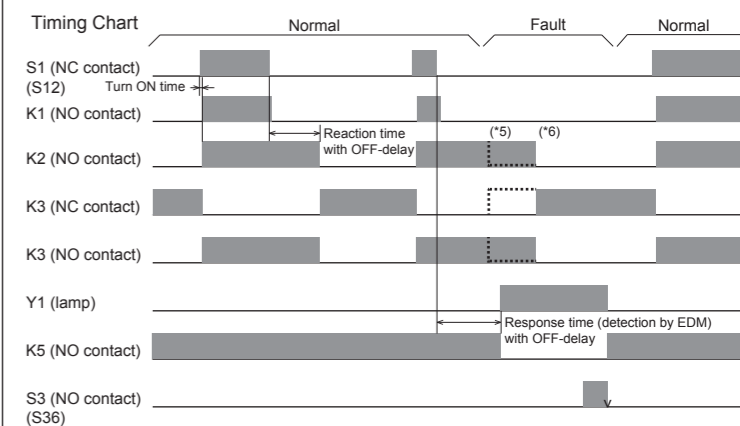 Timing Chart
Normal
Fault
Normal
S1 (NC contact)
(S12)
Turn ON time
K1 (NO contact)
Reaction time
with OFF-delay
(*5)
(*6)
K2 (NO contact)
K3 (NC contact)
K3 (NO contact)
Y1 (lamp)
Response time (detection by EDM)
with OFF-delay
K5 (NO contact)
S3 (NO contact)
(S36)